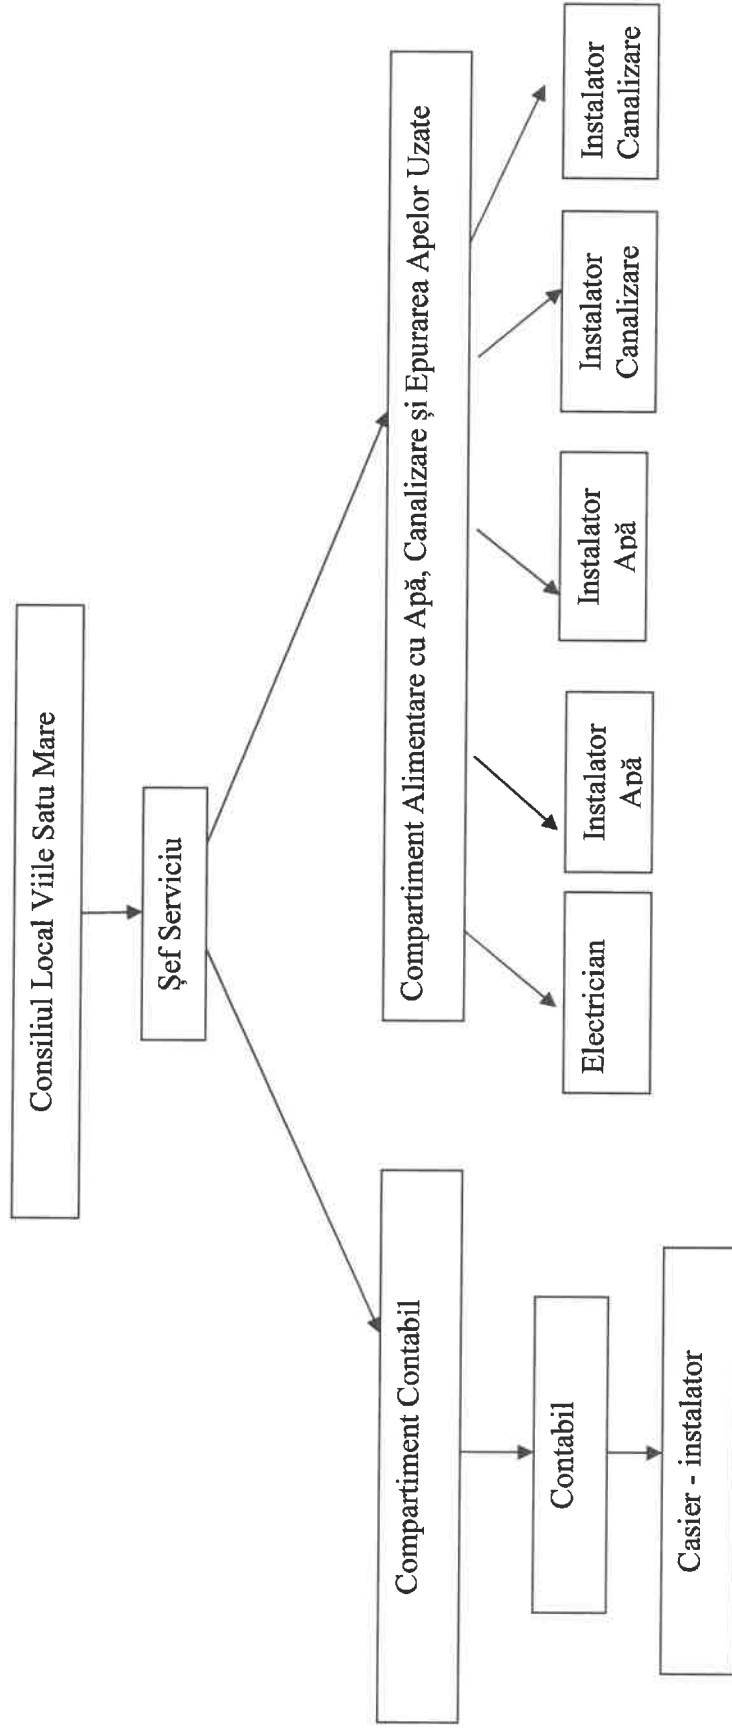 Consiliul Local Viile Satu Mare
Șef Serviciu
Compartiment Contabil
Compartiment Alimentare cu Apă, Canalizare și Epurarea Apelor Uzate
Contabil
Casier - instalator
Electrician
Instalator
Apă
Instalator
Apă
Instalator
Canalizare
Instalator
Canalizare